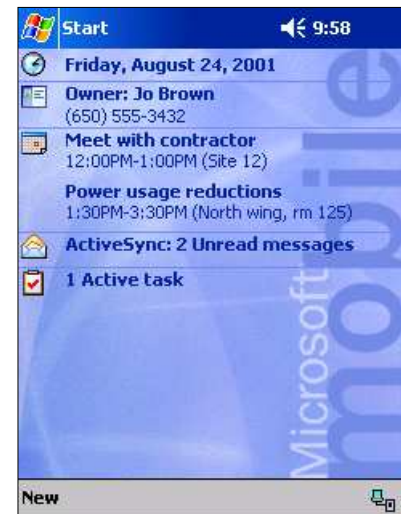 Start 9:58
Friday, August 24, 2001
Owner: Jo Brown
(650) 555-3432
Meet with contractor
12:00PM-1:00PM (Site 12)
Power usage reductions
1:30PM-3:30PM (North wing, rm 125)
ActiveSync: 2 Unread messages
1 Active task
Microsoft
mobile
New